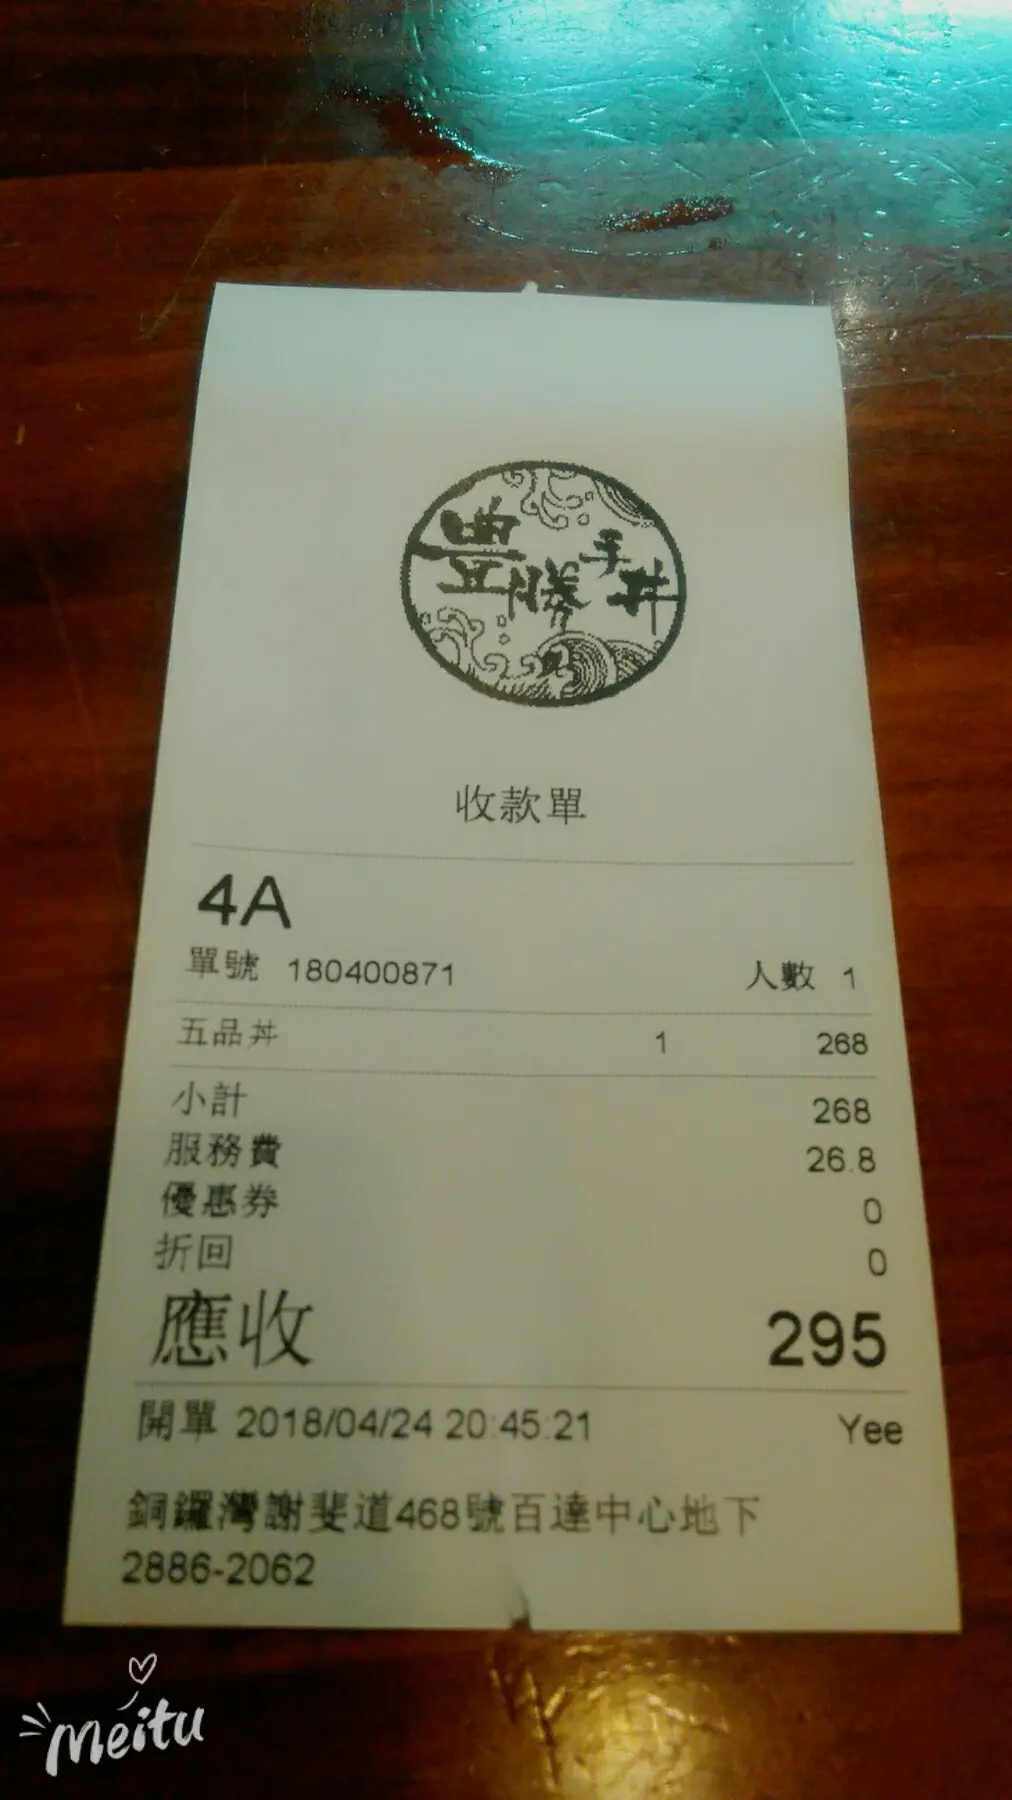 豊勝手丼
收款單
4A
單號 180400871 人數 1
五品丼 1 268
小計 268
服務費 26.8
優惠券 0
折回 0
應收 295
開單 2018/04/24 20:45:21 Yee
銅鑼灣謝斐道468號百達中心地下
2886-2062
meitu